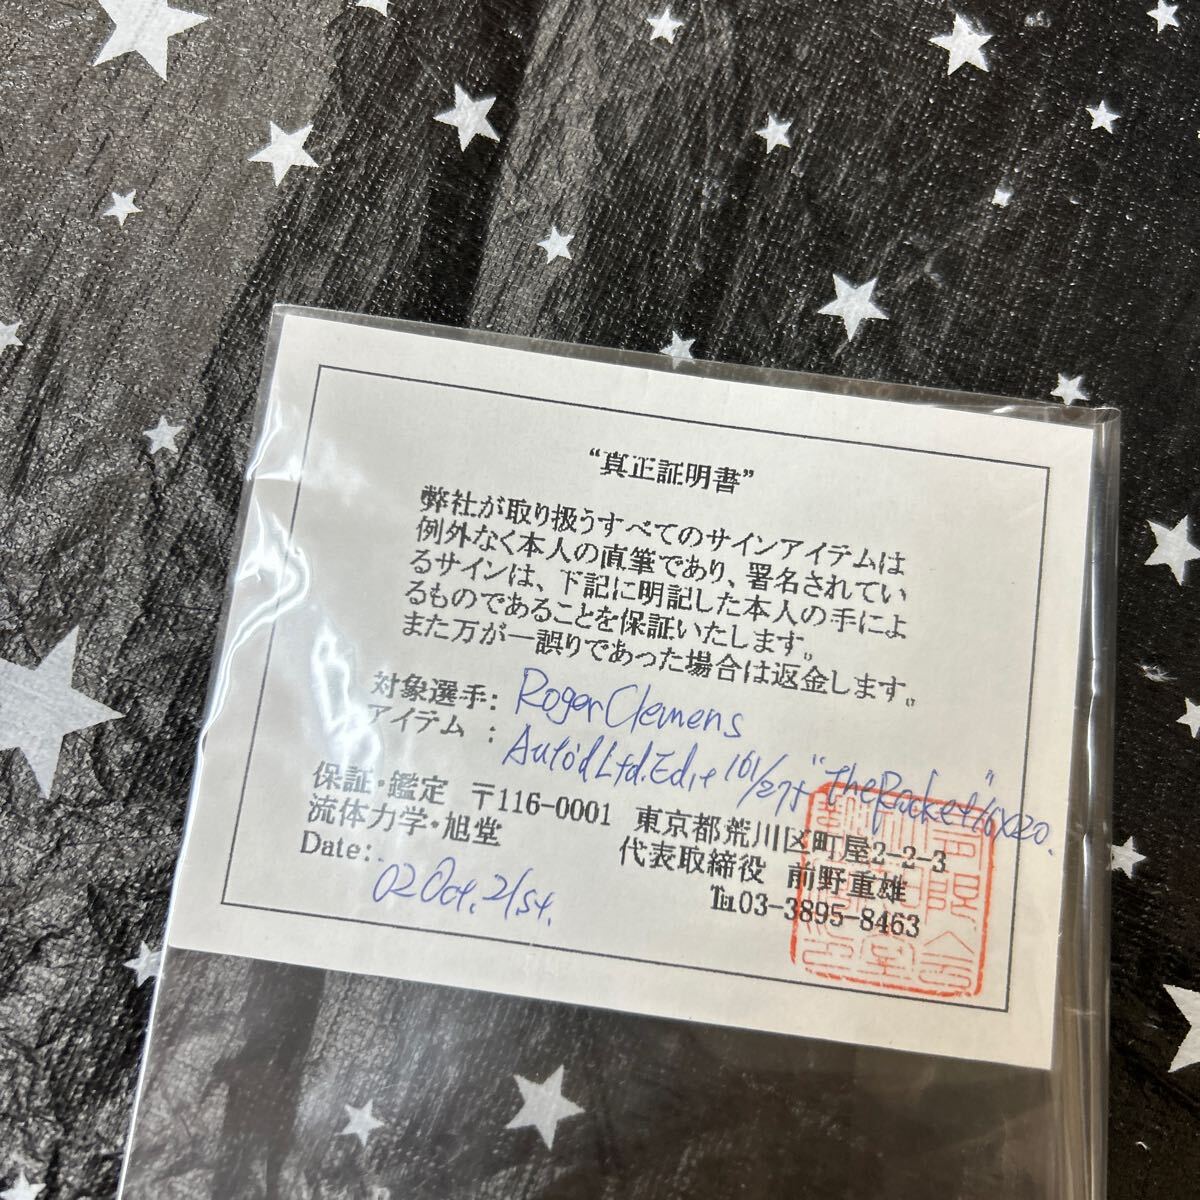 “真正証明書”
弊社が取り扱うすべてのサインアイテムは
例外なく本人の直筆であり、署名されてい
るサインは、下記に明記した本人の手によ
るものであることを保証いたします。
また万が一誤りであった場合は返金します。
対象選手: Roger Clemens
アイテム : Auto'd Ltd.Edit 161/27 "The Rocket" 16X20.
保証・鑑定 〒116-0001 東京都荒川区町屋2-2-3
流体力学・旭堂 代表取締役 前野重雄
Date: 02 Oct. 21st. ℡03-3895-8463